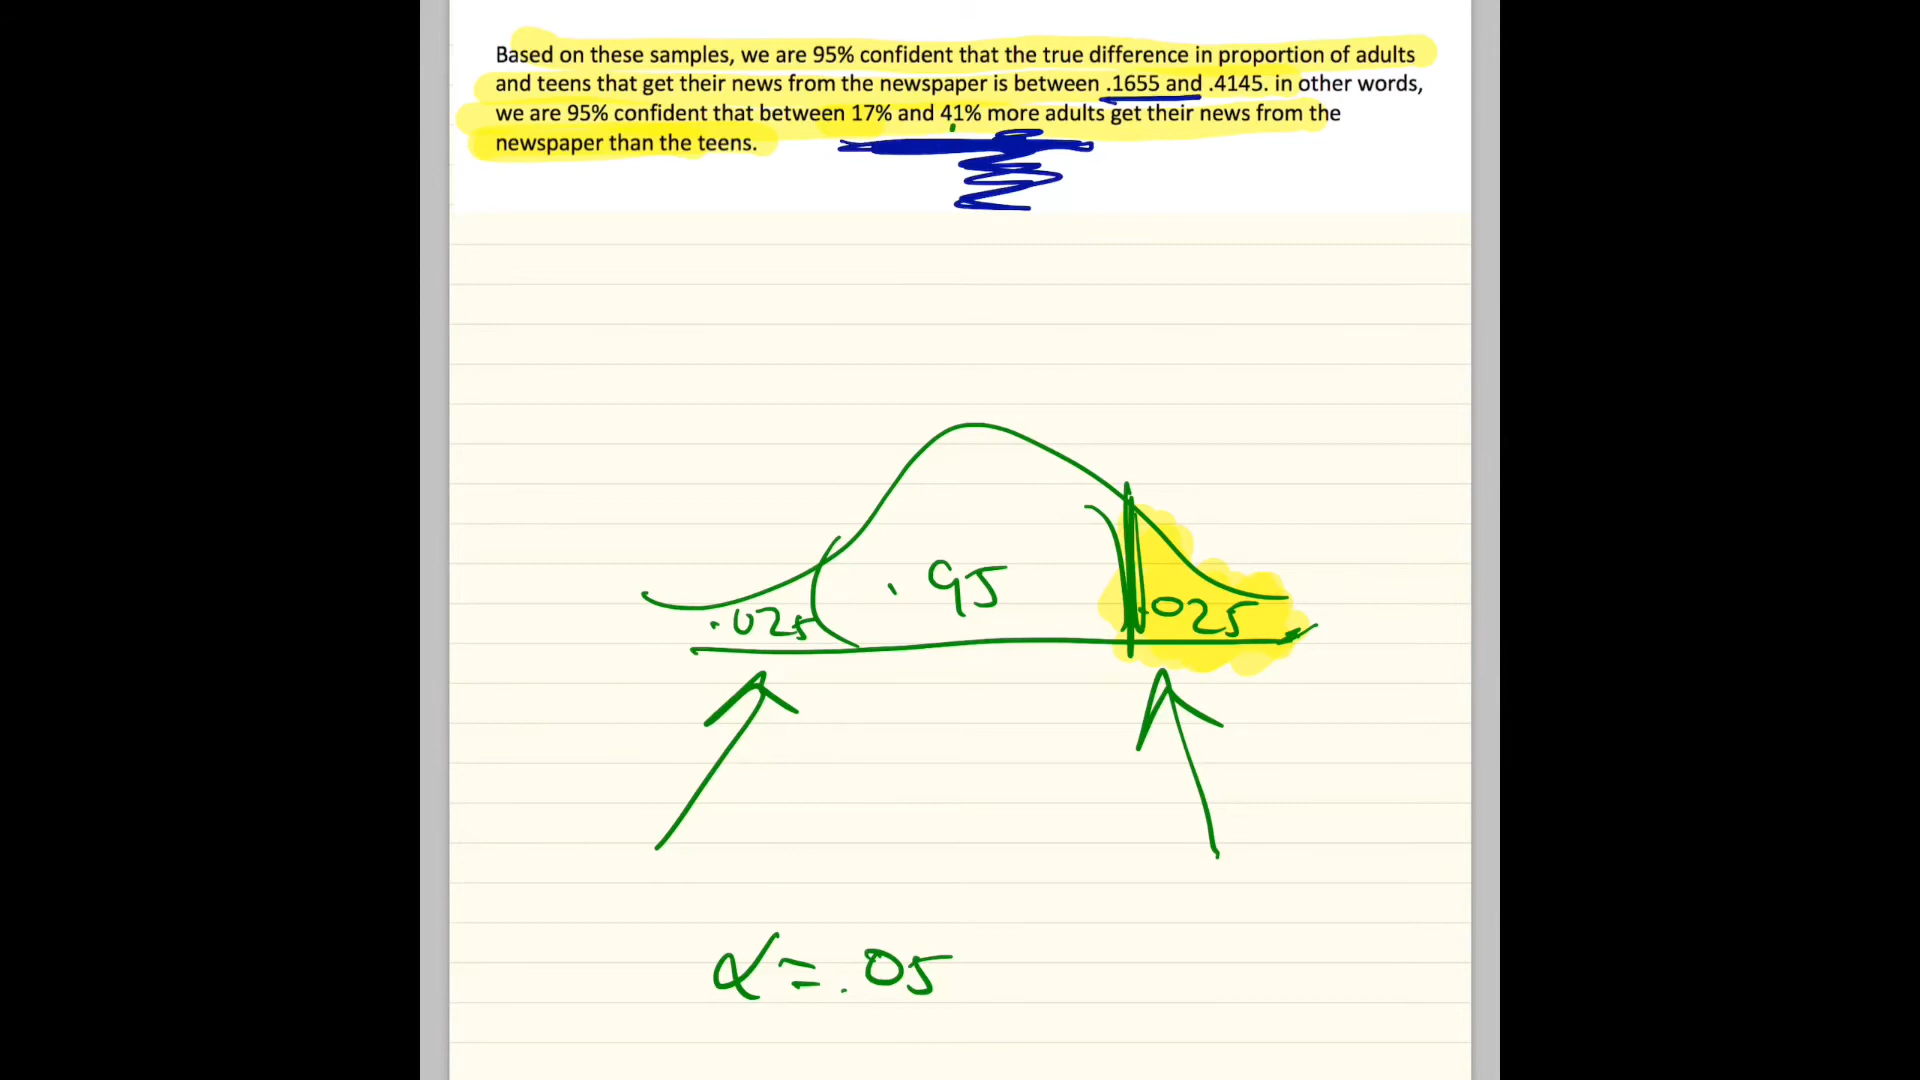 Based on these samples, we are 95% confident that the true difference in proportion of adults
and teens that get their news from the newspaper is between .1655 and .4145. in other words,
we are 95% confident that between 17% and 41% more adults get their news from the
newspaper than the teens.
.95
.025
.025
α = .05